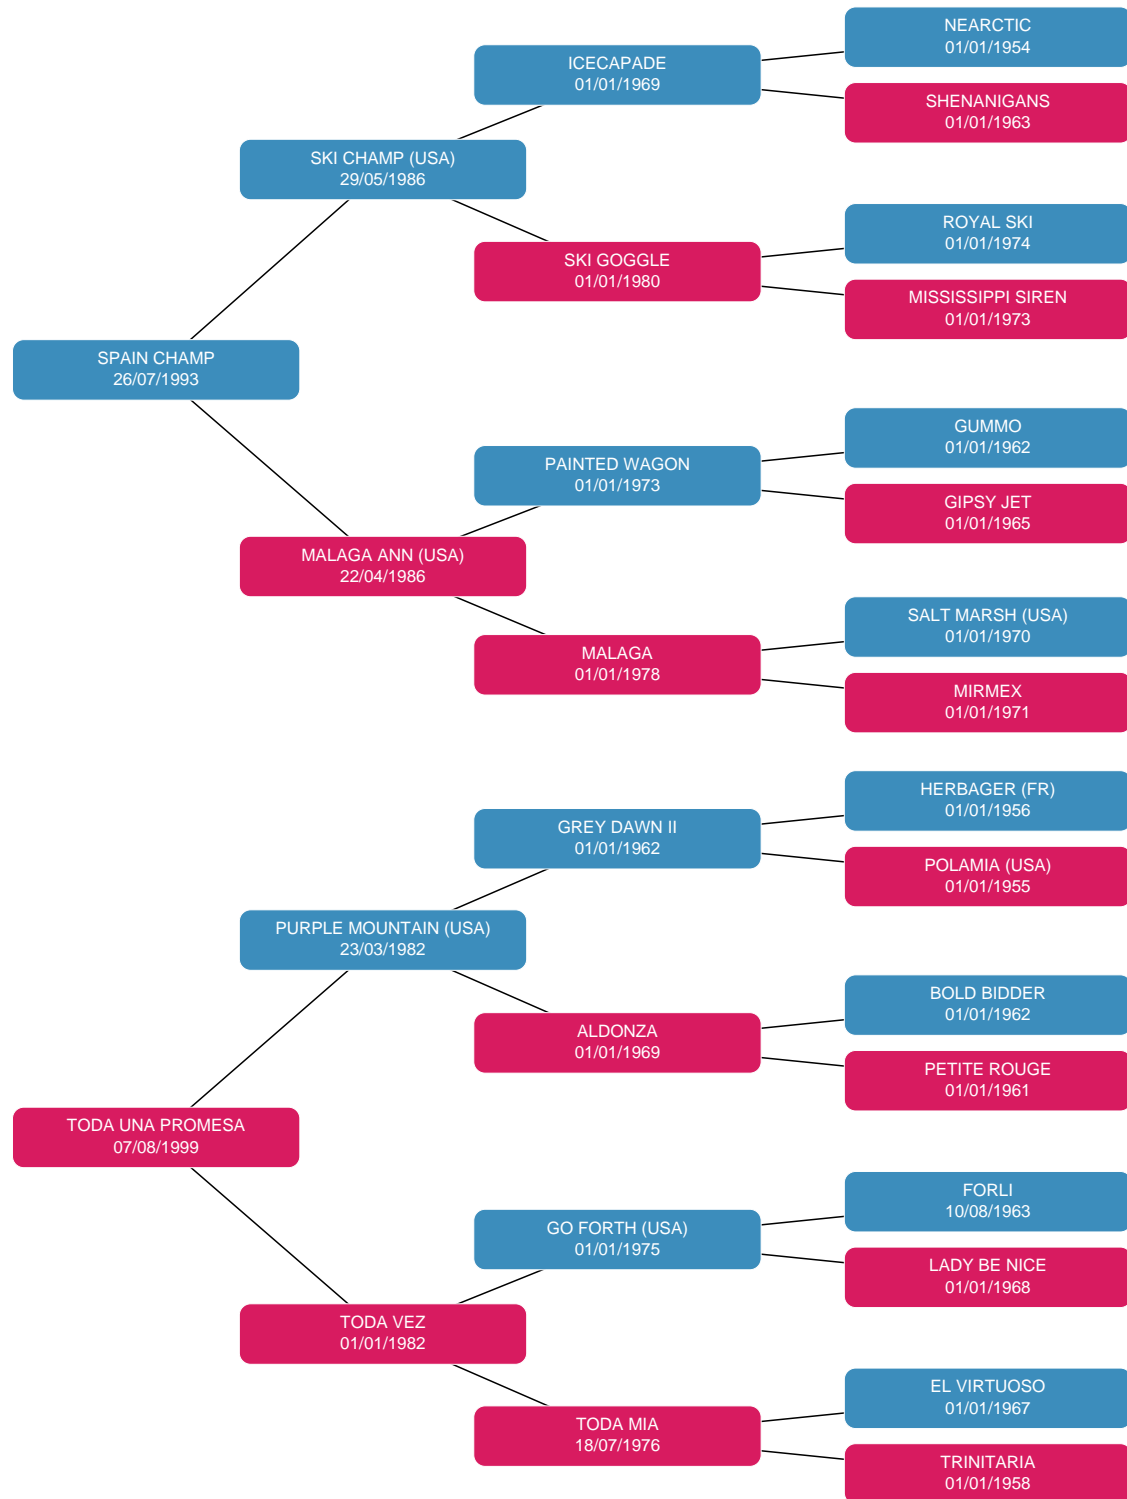 NEARCTIC
01/01/1954
ICECAPADE
01/01/1969
SHENANIGANS
01/01/1963
SKI CHAMP (USA)
29/05/1986
ROYAL SKI
01/01/1974
SKI GOGGLE
01/01/1980
MISSISSIPPI SIREN
01/01/1973
SPAIN CHAMP
26/07/1993
GUMMO
01/01/1962
PAINTED WAGON
01/01/1973
GIPSY JET
01/01/1965
MALAGA ANN (USA)
22/04/1986
SALT MARSH (USA)
01/01/1970
MALAGA
01/01/1978
MIRMEX
01/01/1971
HERBAGER (FR)
01/01/1956
GREY DAWN II
01/01/1962
POLAMIA (USA)
01/01/1955
PURPLE MOUNTAIN (USA)
23/03/1982
BOLD BIDDER
01/01/1962
ALDONZA
01/01/1969
PETITE ROUGE
01/01/1961
TODA UNA PROMESA
07/08/1999
FORLI
10/08/1963
GO FORTH (USA)
01/01/1975
LADY BE NICE
01/01/1968
TODA VEZ
01/01/1982
EL VIRTUOSO
01/01/1967
TODA MIA
18/07/1976
TRINITARIA
01/01/1958